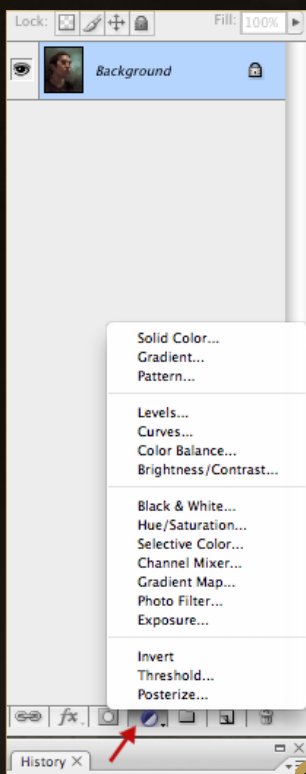 Lock: Fill: 100%
Background
Solid Color...
Gradient...
Pattern...
Levels...
Curves...
Color Balance...
Brightness/Contrast...
Black & White...
Hue/Saturation...
Selective Color...
Channel Mixer...
Gradient Map...
Photo Filter...
Exposure...
Invert
Threshold...
Posterize...
fx.
History ×